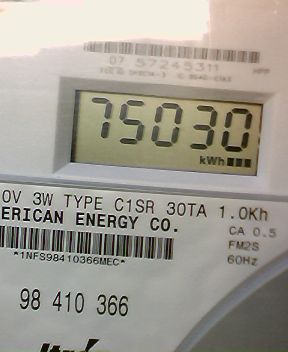 07 57245311
75030
kWh
0V 3W TYPE C1SR 30TA 1.0Kh
ERICAN ENERGY CO.
CA 0.5
FM2S
*1NFS98410366MEC*
60Hz
98 410 366